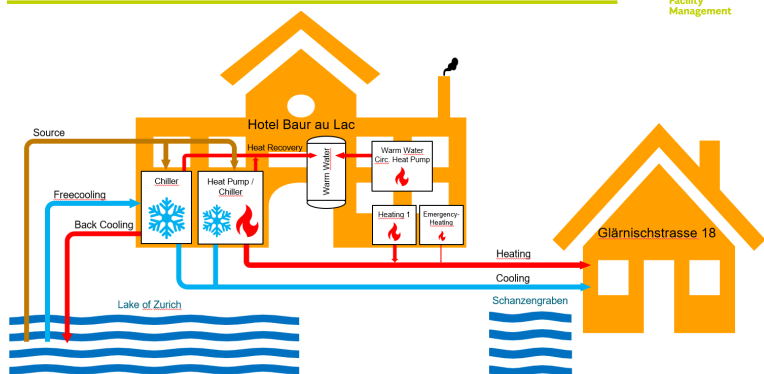 Facility
Management
Hotel Baur au Lac
Source
Heat Recovery
Warm Water
Warm Water
Circ. Heat Pump
Chiller
Heat Pump /
Chiller
Freecooling
Back Cooling
Heating 1
Emergency-
Heating
Glärnischstrasse 18
Heating
Cooling
Lake of Zurich
Schanzengraben